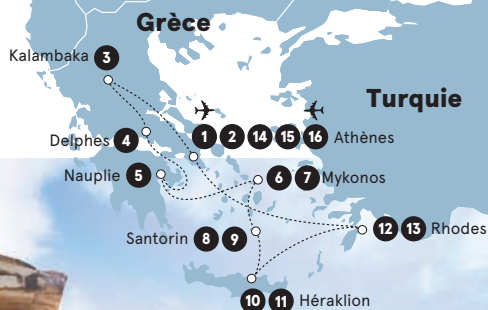 Grèce
Kalambaka 3
Turquie
Delphes 4
1 2 14 15 16 Athènes
Nauplie 5
6 7 Mykonos
Santorin 8 9
12 13 Rhodes
10 11 Héraklion